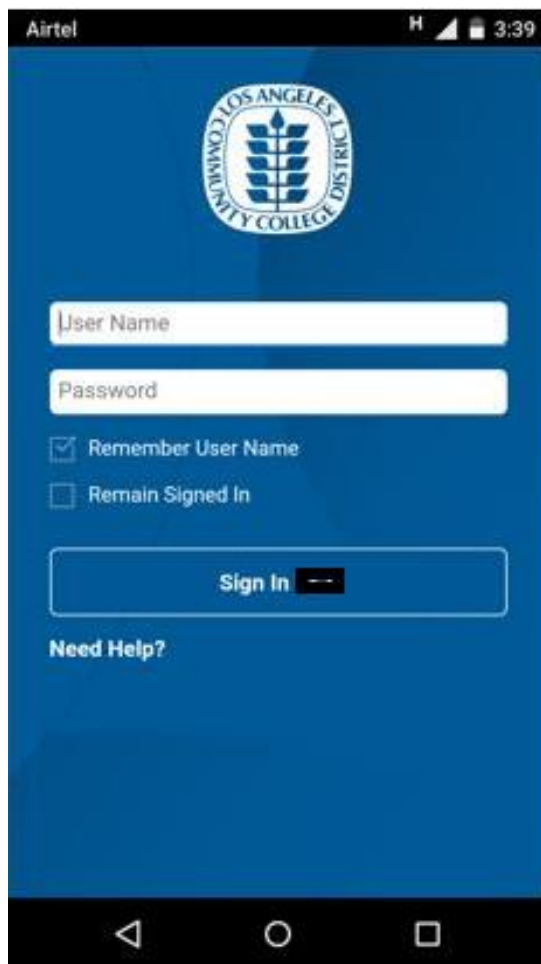 Airtel H 3:39
LOS ANGELES
COMMUNITY COLLEGE DISTRICT
User Name
Password
Remember User Name
Remain Signed In
Sign In
Need Help?